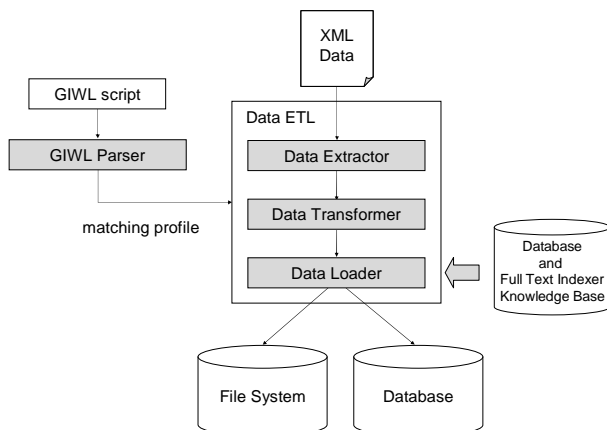 XML
Data
GIWL script
GIWL Parser
matching profile
Data ETL
Data Extractor
Data Transformer
Data Loader
Database
and
Full Text Indexer
Knowledge Base
File System
Database